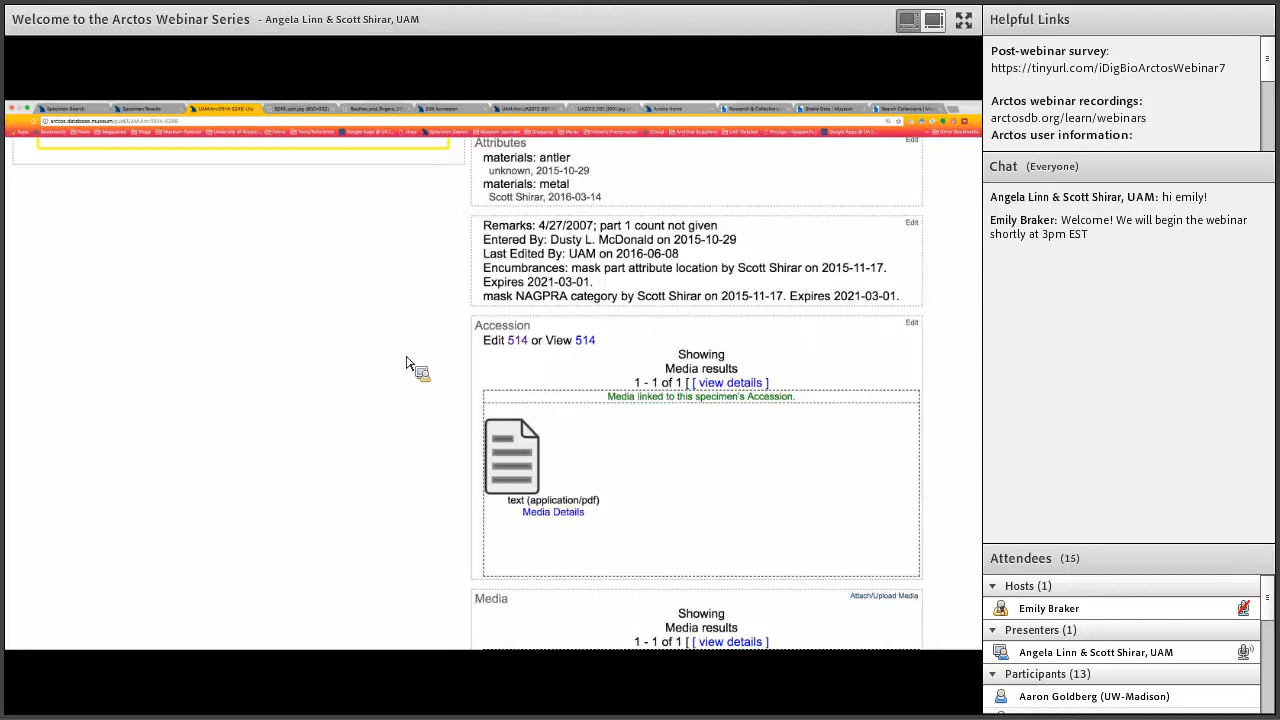 Welcome to the Arctos Webinar Series - Angela Linn & Scott Shirar, UAM
Specimen Search
Specimen Results
Edit Accession
Arctos Home
Attributes
Edit
materials: antler
unknown, 2015-10-29
materials: metal
Scott Shirar, 2016-03-14
Remarks: 4/27/2007; part 1 count not given
Edit
Entered By: Dusty L. McDonald on 2015-10-29
Last Edited By: UAM on 2016-06-08
Encumbrances: mask part attribute location by Scott Shirar on 2015-11-17.
Expires 2021-03-01.
mask NAGPRA category by Scott Shirar on 2015-11-17. Expires 2021-03-01.
Accession
Edit
Edit 514 or View 514
Showing
Media results
1 - 1 of 1 [ [ view details ]
Media linked to this specimen's Accession.
text (application/pdf)
Media Details
Media
Attach/Upload Media
Showing
Media results
1 - 1 of 1 [ [ view details ]
Helpful Links
Post-webinar survey:
https://tinyurl.com/iDigBioArctosWebinar7
Arctos webinar recordings:
arctosdb.org/learn/webinars
Arctos user information:
Chat (Everyone)
Angela Linn & Scott Shirar, UAM: hi emily!
Emily Braker: Welcome! We will begin the webinar
shortly at 3pm EST
Attendees (15)
Hosts (1)
Emily Braker
Presenters (1)
Angela Linn & Scott Shirar, UAM
Participants (13)
Aaron Goldberg (UW-Madison)